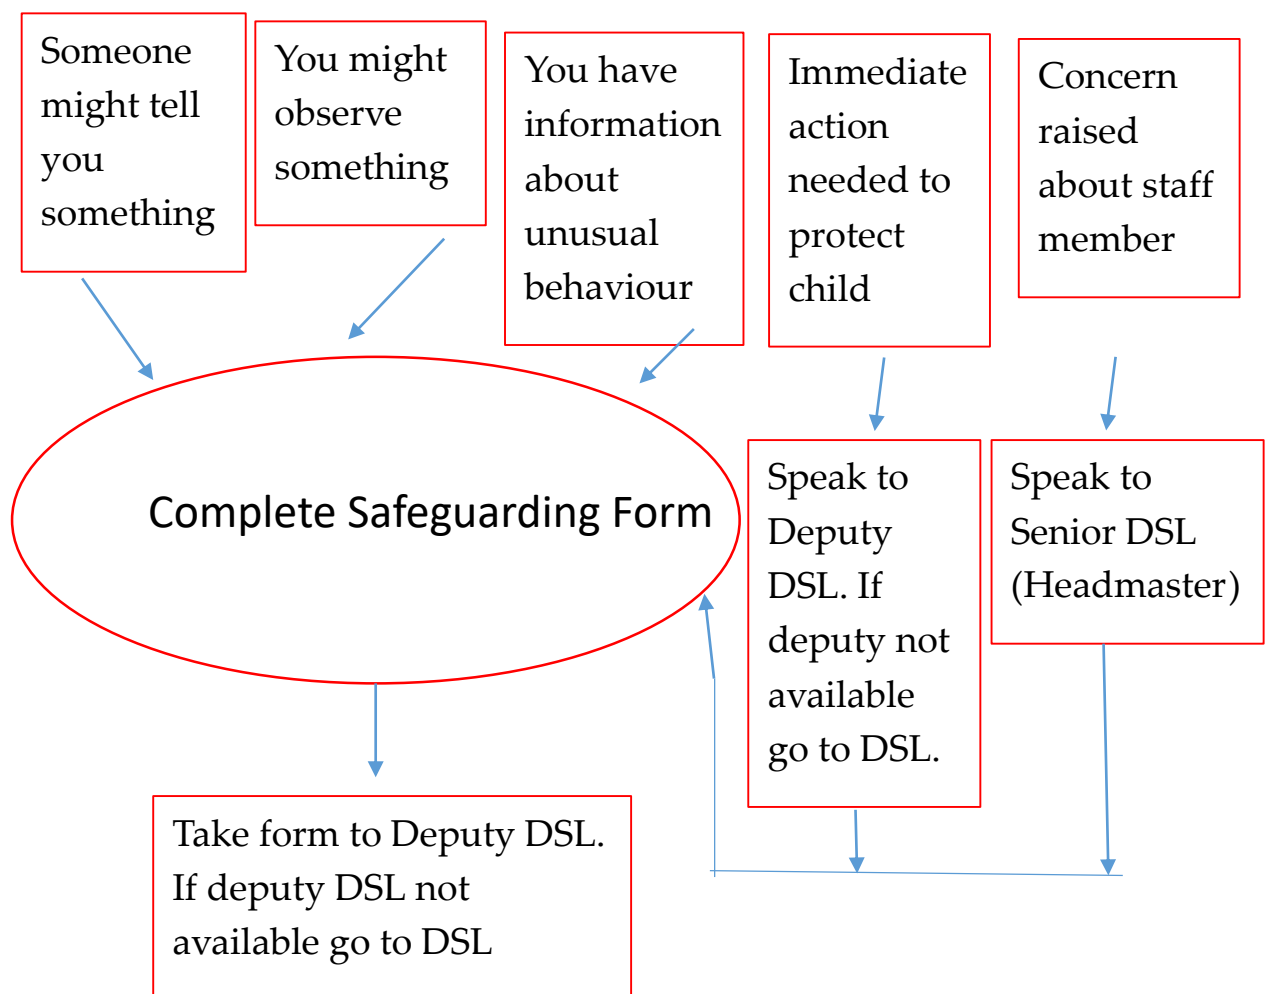 Someone
might tell
you
something
You might
observe
something
You have
information
about
unusual
behaviour
Immediate
action
needed to
protect
child
Concern
raised
about staff
member
Complete Safeguarding Form
Speak to
Deputy
DSL. If
deputy not
available
go to DSL.
Speak to
Senior DSL
(Headmaster)
Take form to Deputy DSL.
If deputy DSL not
available go to DSL